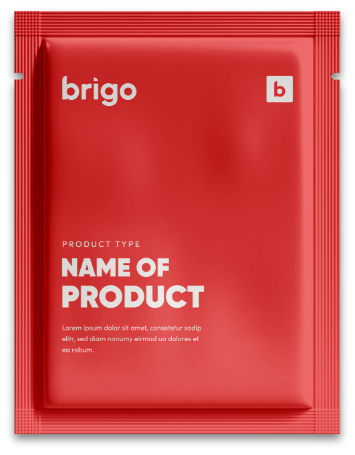 brigo
b
PRODUCT TYPE
NAME OF
PRODUCT
Lorem ipsum dolor sit amet, consetetur sadip
elitr, sed diam nonumy eirmod ua dolores et
ea rebum.